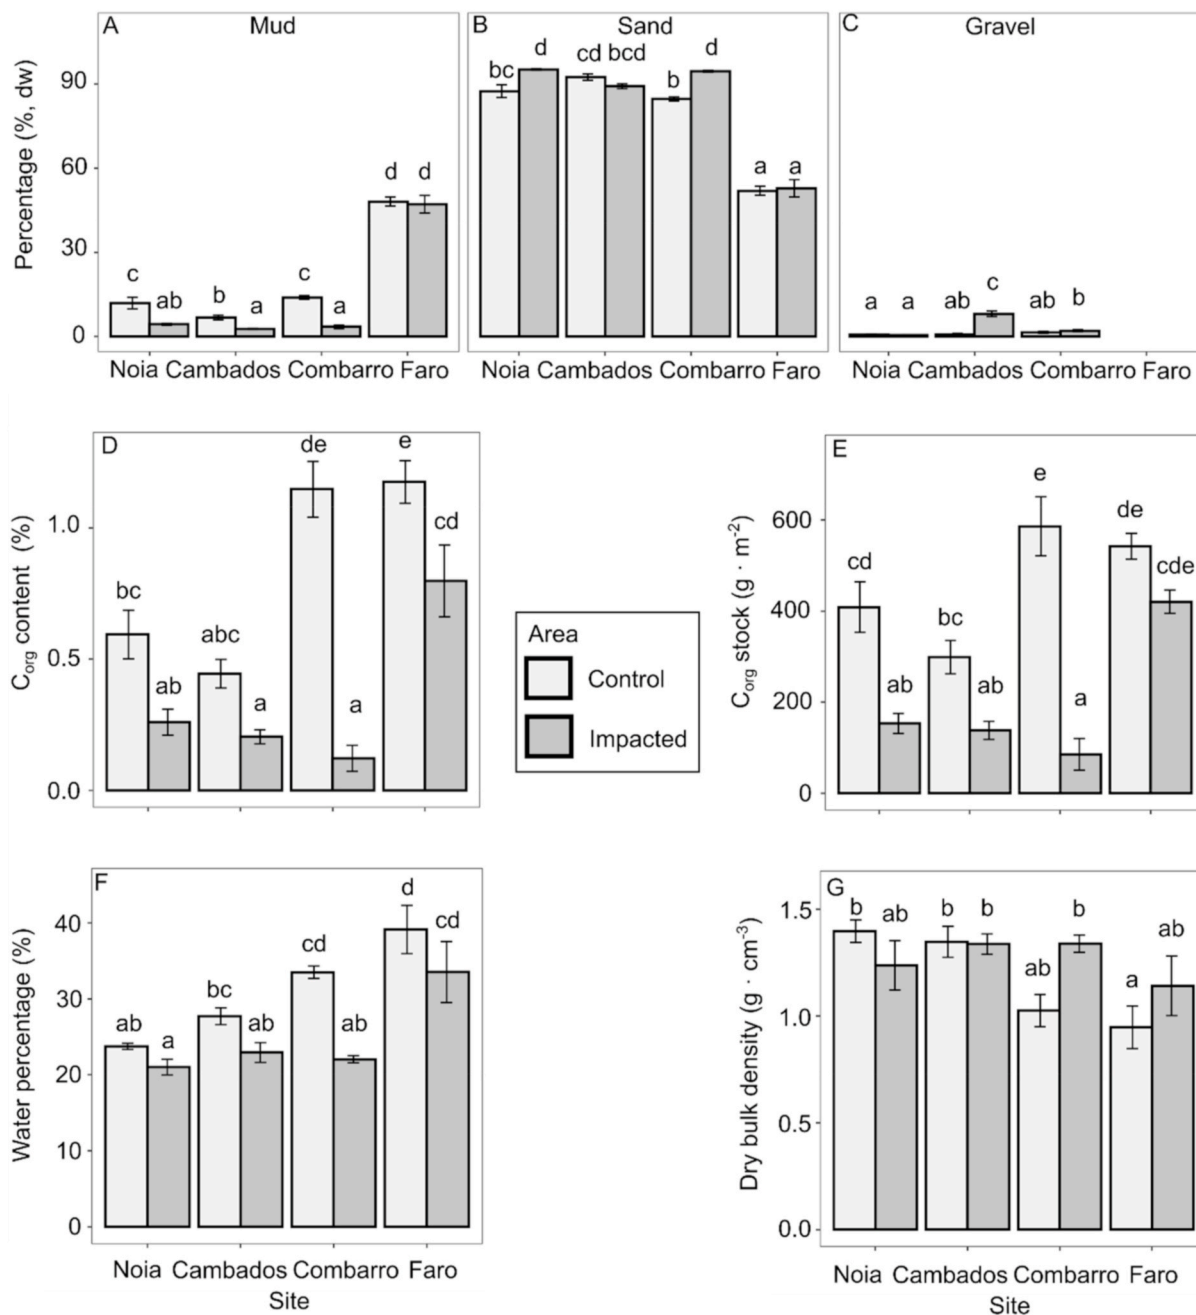 A Mud
B Sand
C Gravel
Percentage (%, dw)
90
60
30
0
c ab b a c a d d
bc d cd bcd b d a a
a a ab c ab b
Noia Cambados Combarro Faro
Noia Cambados Combarro Faro
Noia Cambados Combarro Faro
D
C_org content (%)
1.0
0.5
0.0
bc ab abc a de a e cd
Area
Control
Impacted
E
C_org stock (g · m⁻²)
600
400
200
0
cd ab bc ab e a de cde
F
Water percentage (%)
40
30
20
10
0
ab a bc ab cd ab d cd
Noia Cambados Combarro Faro
Site
G
Dry bulk density (g · cm⁻³)
1.5
1.0
0.5
0.0
b ab b b ab b a ab
Noia Cambados Combarro Faro
Site